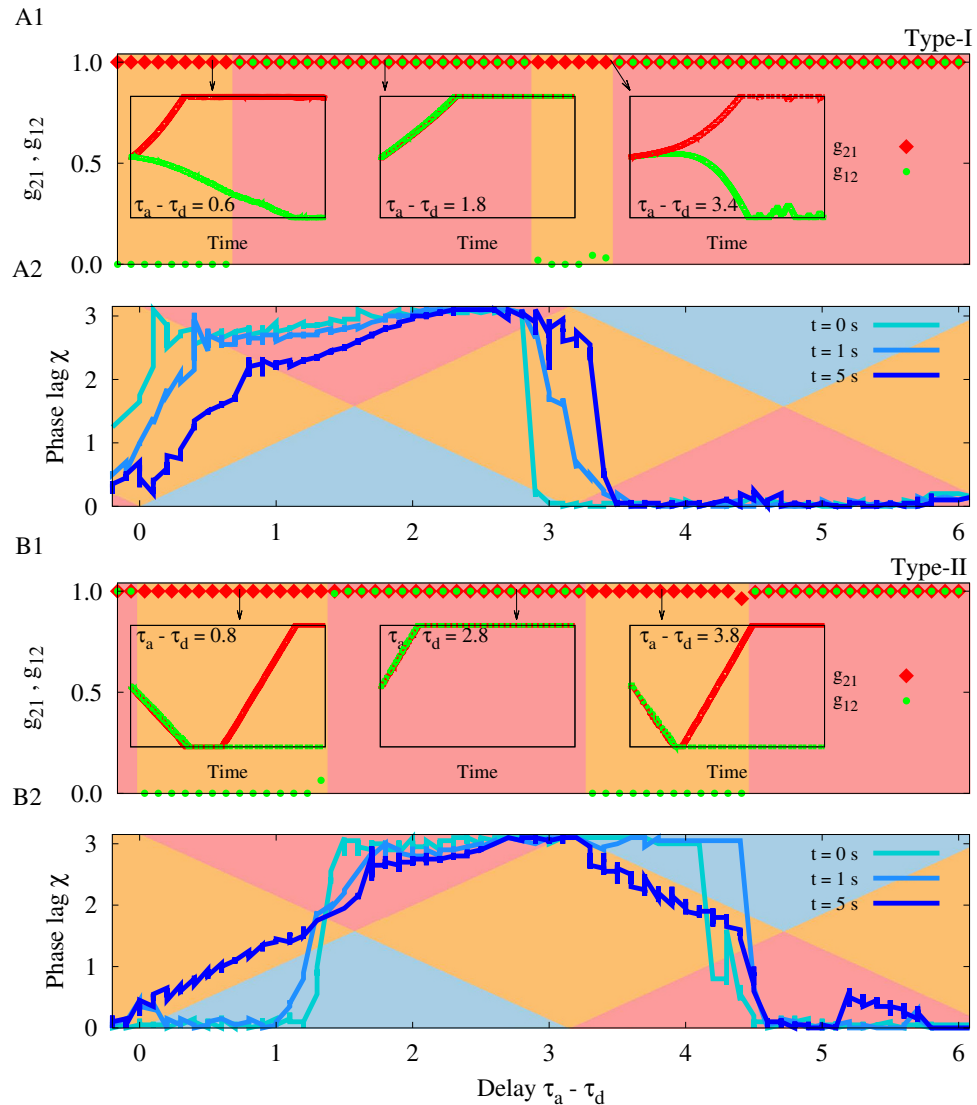 A1
Type-I
g21 , g12
1.0
0.5
0.0
τa - τd = 0.6
τa - τd = 1.8
τa - τd = 3.4
Time
Time
Time
g21
g12
A2
Phase lag χ
3
2
1
0
t = 0 s
t = 1 s
t = 5 s
0 1 2 3 4 5 6
B1
Type-II
g21 , g12
1.0
0.5
0.0
τa - τd = 0.8
τa - τd = 2.8
τa - τd = 3.8
Time
Time
g21
g12
B2
Phase lag χ
3
2
1
0
t = 0 s
t = 1 s
t = 5 s
0 1 2 3 4 5 6
Delay τa - τd